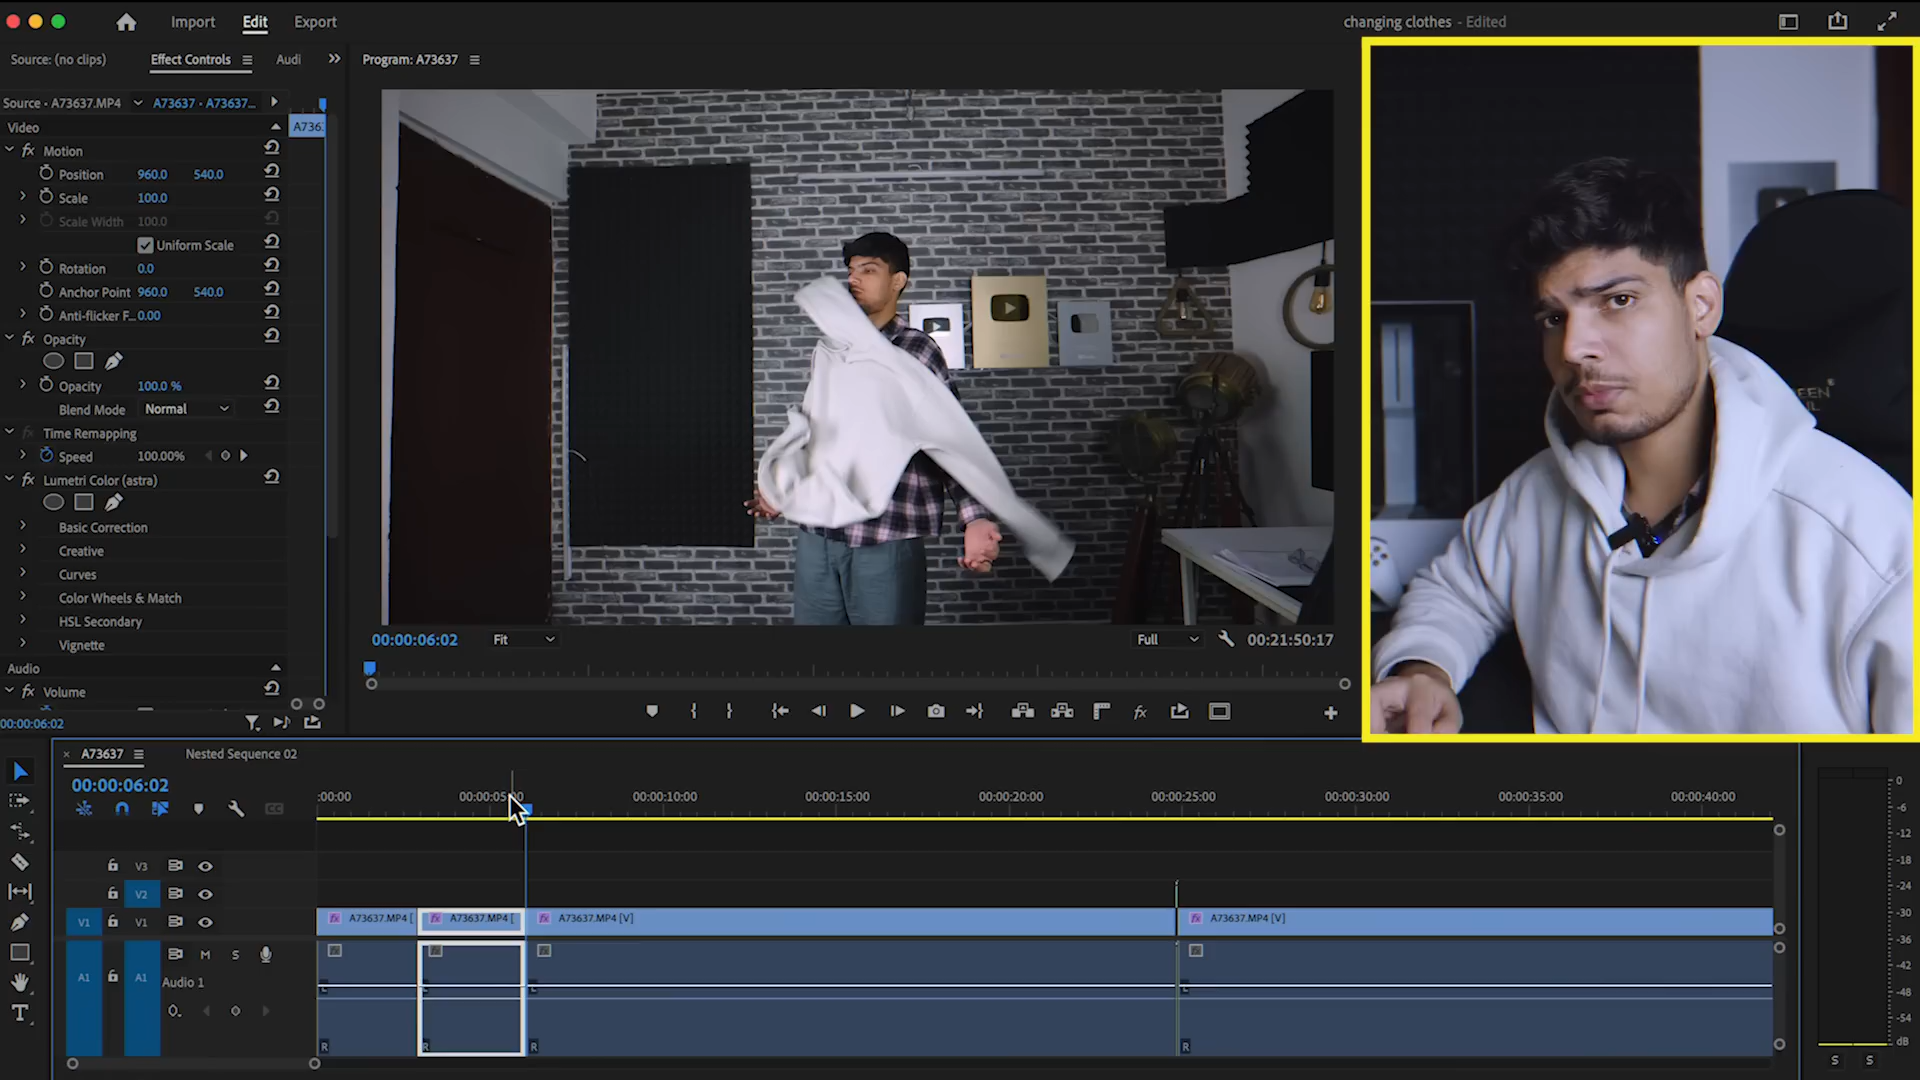 Import Edit Export changing clothes - Edited
Source: (no clips) Effect Controls Audi Program: A73637
Source • A73637.MP4 A73637 • A73637...
Video A736.
fx Motion
Position 960.0 540.0
Scale 100.0
Scale Width 100.0
Uniform Scale
Rotation 0.0
Anchor Point 960.0 540.0
Anti-flicker F... 0.00
fx Opacity
Opacity 100.0 %
Blend Mode Normal
fx Time Remapping
Speed 100.00%
fx Lumetri Color (astra)
Basic Correction
Creative
Curves
Color Wheels & Match
HSL Secondary
Vignette
Audio
fx Volume
00:00:06:02
00:00:06:02 Fit Full 00:21:50:17
fx
A73637 Nested Sequence 02
00:00:06:02
:00:00 00:00:05:00 00:00:10:00 00:00:15:00 00:00:20:00 00:00:25:00 00:00:30:00 00:00:35:00 00:00:40:00
CC
V3
V2
V1 V1 fx A73637.MP4 [ fx A73637.MP4 [ fx A73637.MP4 [V] fx A73637.MP4 [V]
M S
A1 A1 Audio 1
L L L L
R R R R
0
-6
-12
-18
-24
-30
-36
-42
-48
-54
dB
S S